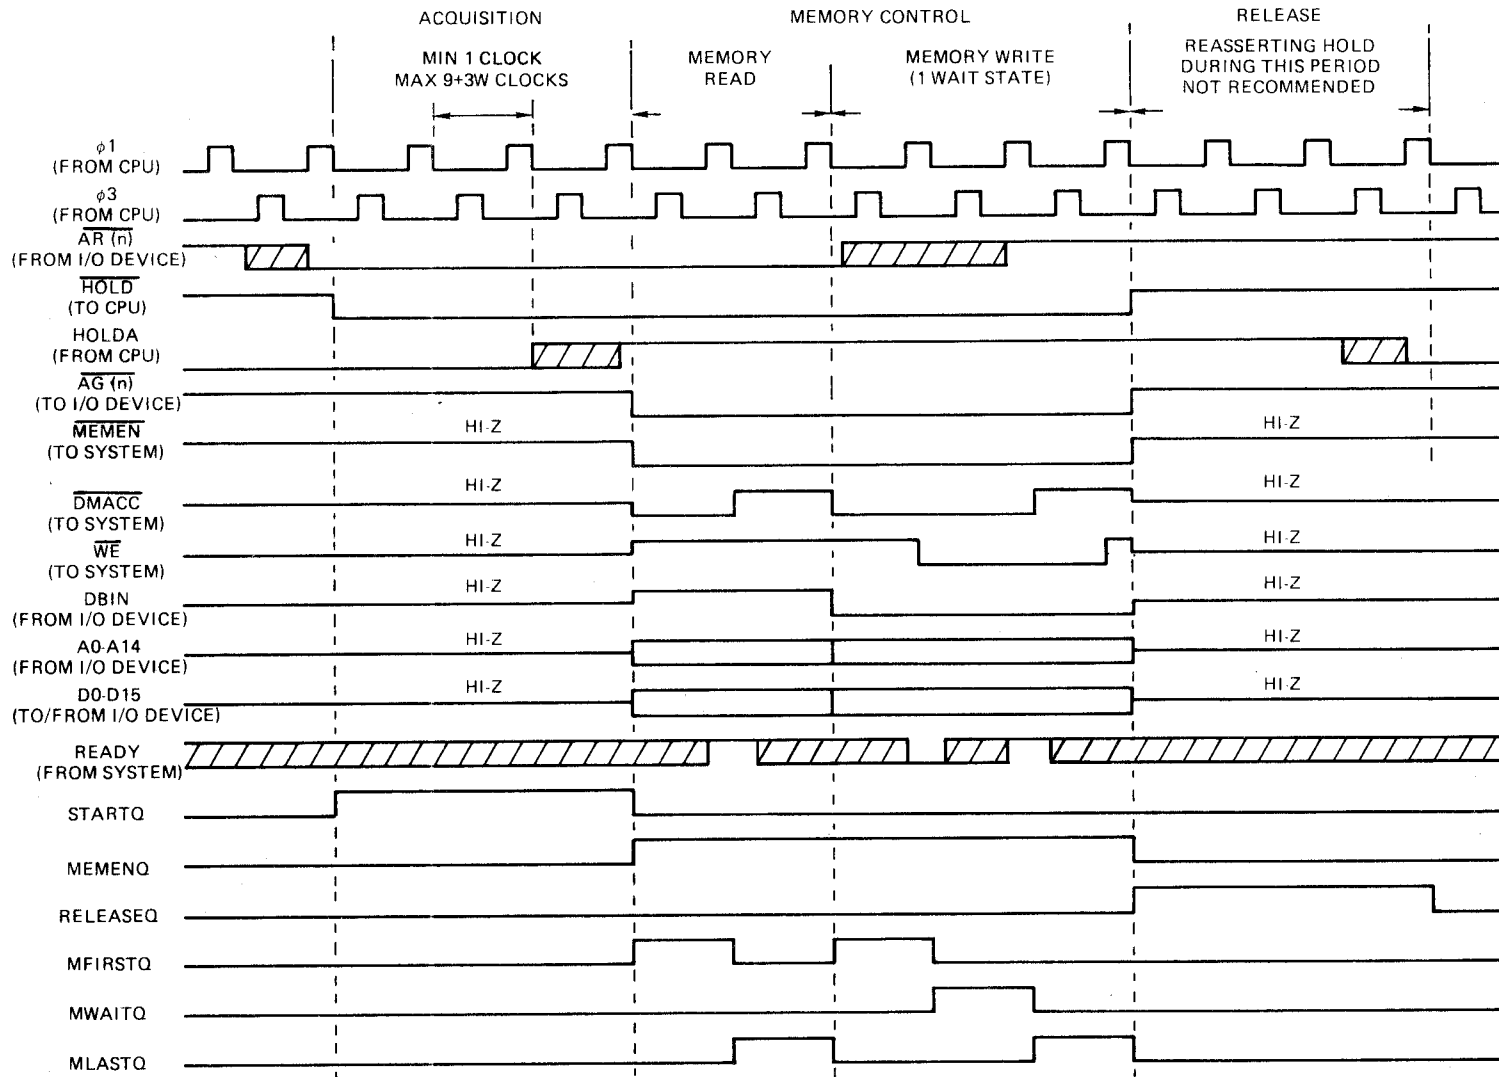 ACQUISITION
MEMORY CONTROL
RELEASE
MIN 1 CLOCK
MAX 9+3W CLOCKS
MEMORY
READ
MEMORY WRITE
(1 WAIT STATE)
REASSERTING HOLD
DURING THIS PERIOD
NOT RECOMMENDED
φ1
(FROM CPU)
φ3
(FROM CPU)
AR (n)
(FROM I/O DEVICE)
HOLD
(TO CPU)
HOLDA
(FROM CPU)
AG (n)
(TO I/O DEVICE)
MEMEN
(TO SYSTEM)
HI-Z
HI-Z
DMACC
(TO SYSTEM)
HI-Z
HI-Z
WE
(TO SYSTEM)
HI-Z
HI-Z
DBIN
(FROM I/O DEVICE)
HI-Z
HI-Z
A0-A14
(FROM I/O DEVICE)
HI-Z
HI-Z
D0-D15
(TO/FROM I/O DEVICE)
HI-Z
HI-Z
READY
(FROM SYSTEM)
STARTQ
MEMENQ
RELEASEQ
MFIRSTQ
MWAITQ
MLASTQ